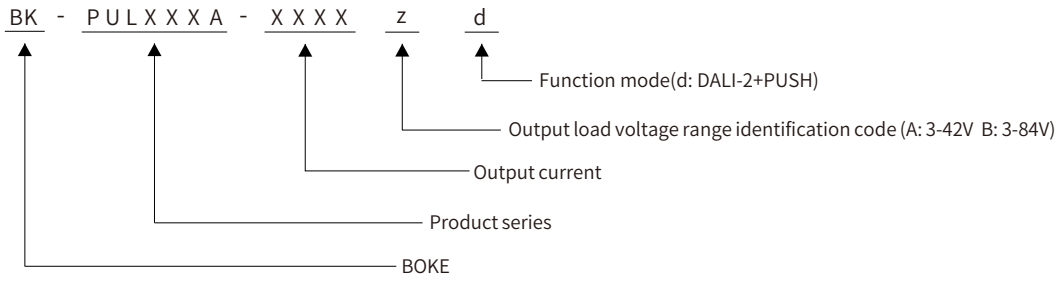 BK - PULXXXA - XXXX z d
Function mode(d: DALI-2+PUSH)
Output load voltage range identification code (A: 3-42V B: 3-84V)
Output current
Product series
BOKE